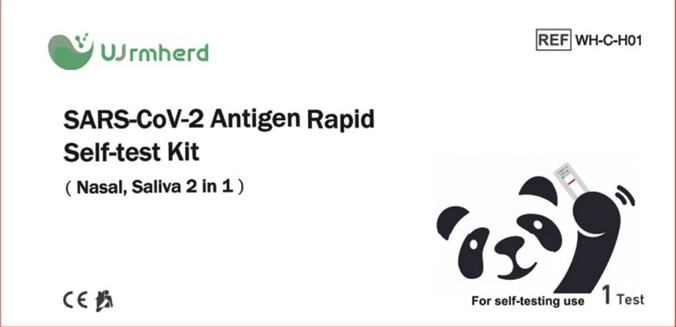 Wrmherd
REF WH-C-H01
SARS-CoV-2 Antigen Rapid
Self-test Kit
( Nasal, Saliva 2 in 1 )
CE
For self-testing use 1 Test